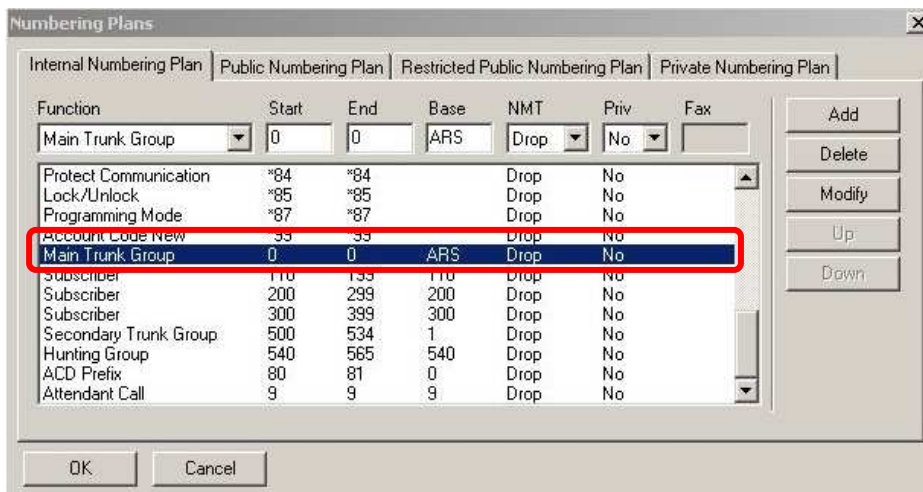 Numbering Plans
Internal Numbering Plan Public Numbering Plan Restricted Public Numbering Plan Private Numbering Plan
Function Start End Base NMT Priv Fax
Main Trunk Group 0 0 ARS Drop No
Add
Delete
Modify
Up
Down
Protect Communication *84 *84 Drop No
Lock/Unlock *85 *85 Drop No
Programming Mode *87 *87 Drop No
Account Code New *99 *99 Drop No
Main Trunk Group 0 0 ARS Drop No
Subscriber 110 199 110 Drop No
Subscriber 200 299 200 Drop No
Subscriber 300 399 300 Drop No
Secondary Trunk Group 500 534 1 Drop No
Hunting Group 540 565 540 Drop No
ACD Prefix 80 81 0 Drop No
Attendant Call 9 9 9 Drop No
OK Cancel